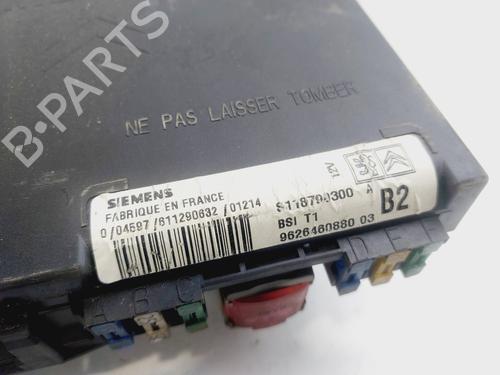 B-PARTS
NE PAS LAISSER TOMBER
SIEMENS
FABRIQUE EN FRANCE
0/04597/611290632/01214
12V
S118790300 A
BSI T1
9626460880 03
B2
A B C
D E F